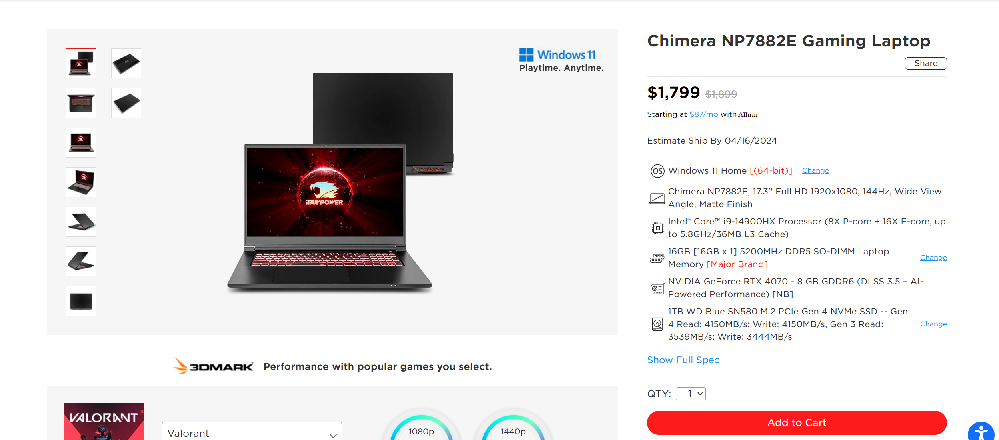 Windows 11
Playtime. Anytime.
iBUYPOWER
Chimera NP7882E Gaming Laptop
Share
$1,799 $1,899
Starting at $87/mo with Affirm
Estimate Ship By 04/16/2024
OS Windows 11 Home [(64-bit)] Change
Chimera NP7882E, 17.3'' Full HD 1920x1080, 144Hz, Wide View
Angle, Matte Finish
Intel® Core™ i9-14900HX Processor (8X P-core + 16X E-core, up
to 5.8GHz/36MB L3 Cache)
16GB [16GB x 1] 5200MHz DDR5 SO-DIMM Laptop
Memory [Major Brand]
Change
NVIDIA GeForce RTX 4070 - 8 GB GDDR6 (DLSS 3.5 – AI-
Powered Performance) [NB]
1TB WD Blue SN580 M.2 PCIe Gen 4 NVMe SSD -- Gen
4 Read: 4150MB/s; Write: 4150MB/s, Gen 3 Read:
3539MB/s; Write: 3444MB/s
Change
Show Full Spec
QTY: 1
Add to Cart
3DMARK® Performance with popular games you select.
VALORANT
Valorant
1080p
1440p